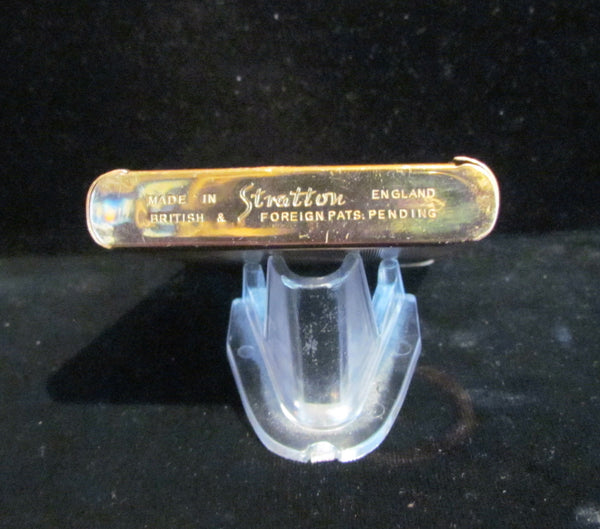 MADE IN Stratton ENGLAND
BRITISH & FOREIGN PATS: PENDING